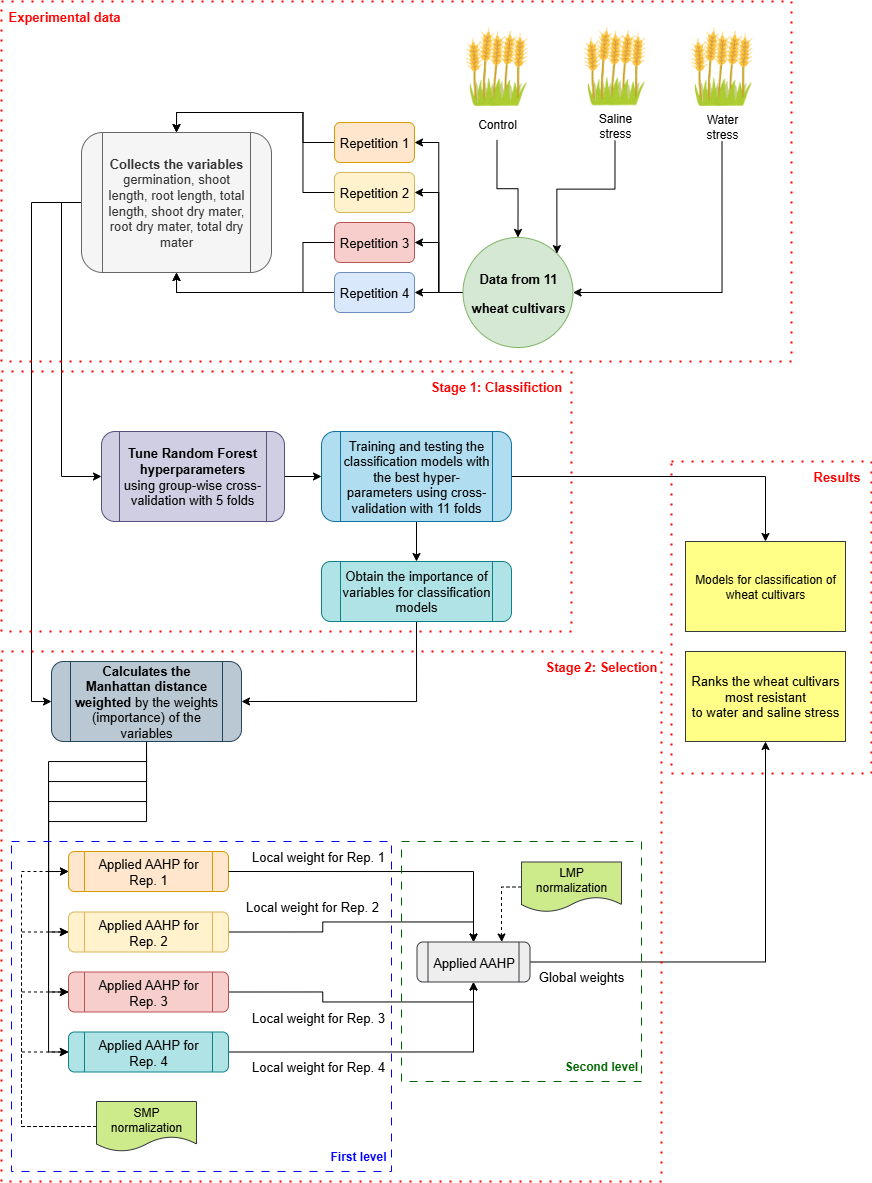 Experimental data
Control
Saline
stress
Water
stress
Collects the variables
germination, shoot
length, root length, total
length, shoot dry mater,
root dry mater, total dry
mater
Repetition 1
Repetition 2
Repetition 3
Repetition 4
Data from 11
wheat cultivars
Stage 1: Classifiction
Tune Random Forest
hyperparameters
using group-wise cross-
validation with 5 folds
Training and testing the
classification models with
the best hyper-
parameters using cross-
validation with 11 folds
Obtain the importance of
variables for classification
models
Results
Models for classification of
wheat cultivars
Ranks the wheat cultivars
most resistant
to water and saline stress
Stage 2: Selection
Calculates the
Manhattan distance
weighted by the weights
(importance) of the
variables
Applied AAHP for
Rep. 1
Applied AAHP for
Rep. 2
Applied AAHP for
Rep. 3
Applied AAHP for
Rep. 4
Local weight for Rep. 1
Local weight for Rep. 2
Local weight for Rep. 3
Local weight for Rep. 4
SMP
normalization
First level
LMP
normalization
Applied AAHP
Global weights
Second level